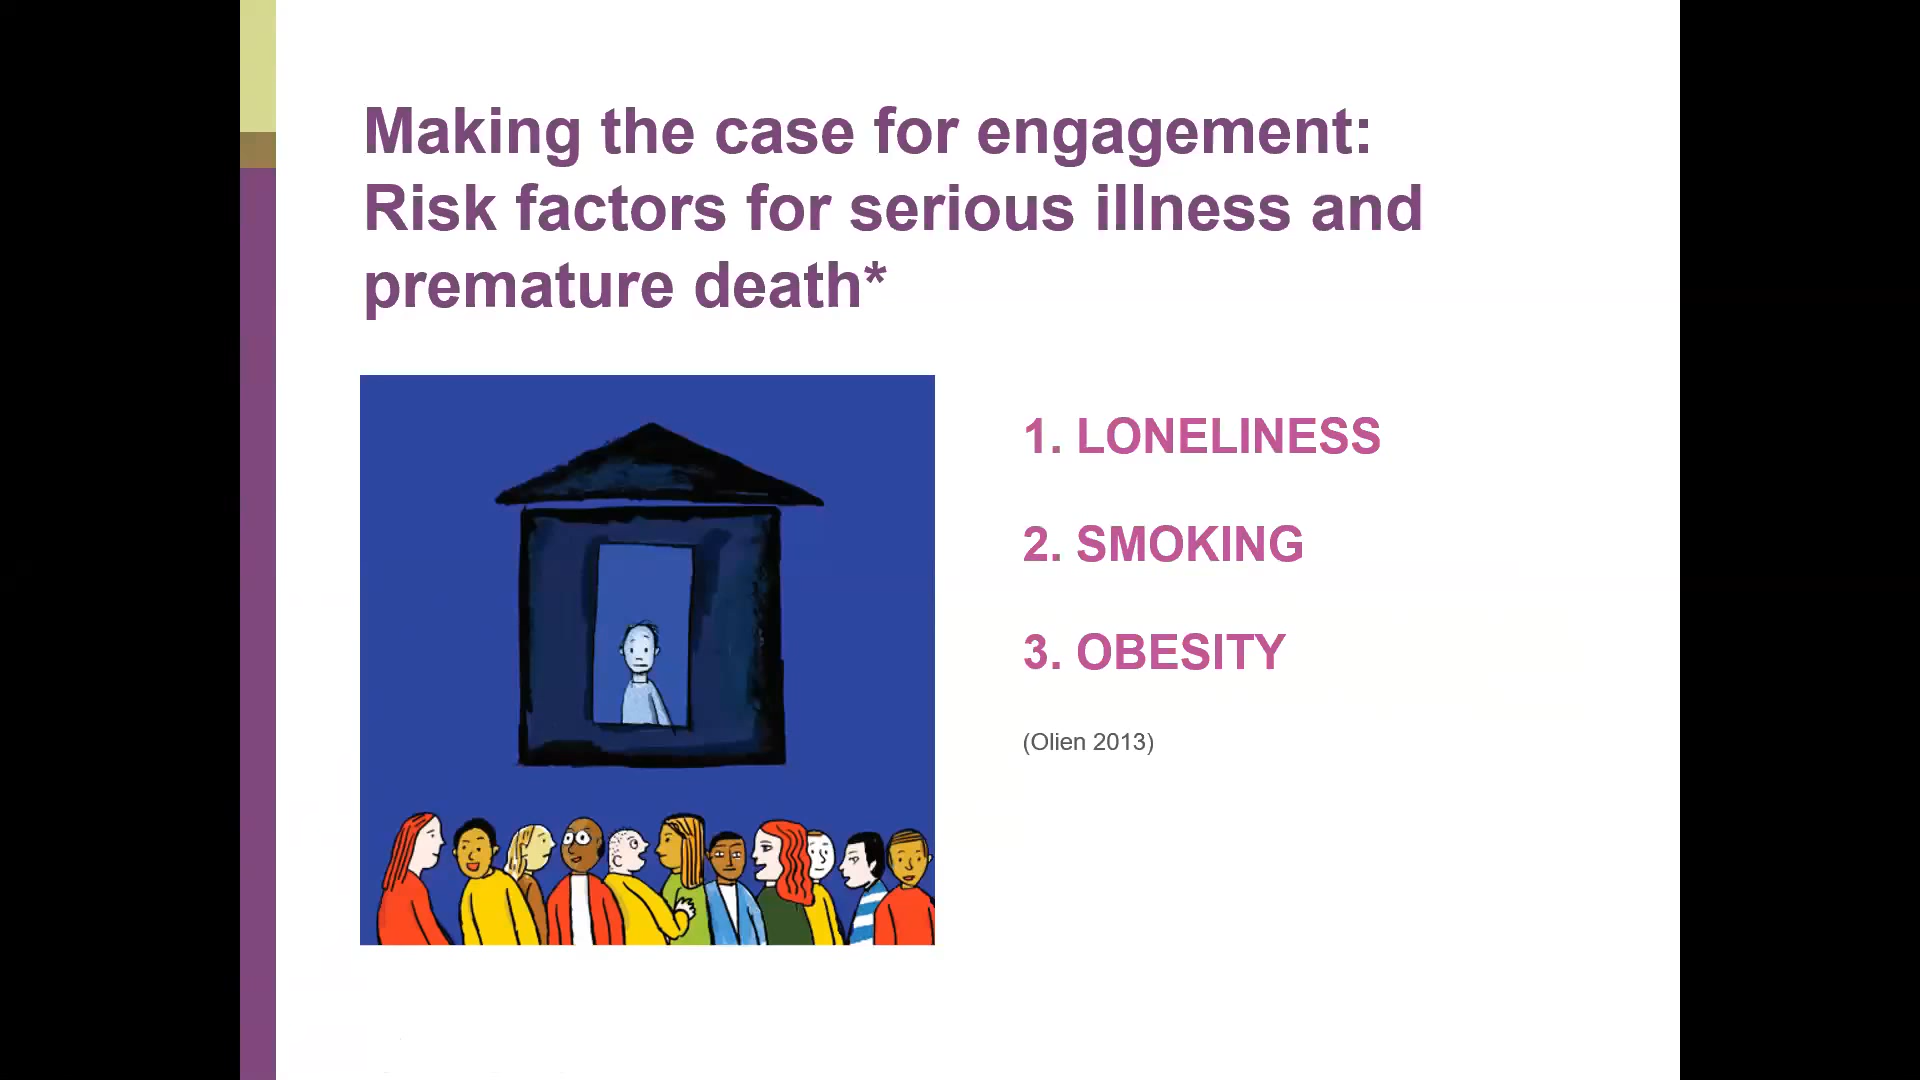 Making the case for engagement:
Risk factors for serious illness and
premature death*
1. LONELINESS
2. SMOKING
3. OBESITY
(Olien 2013)